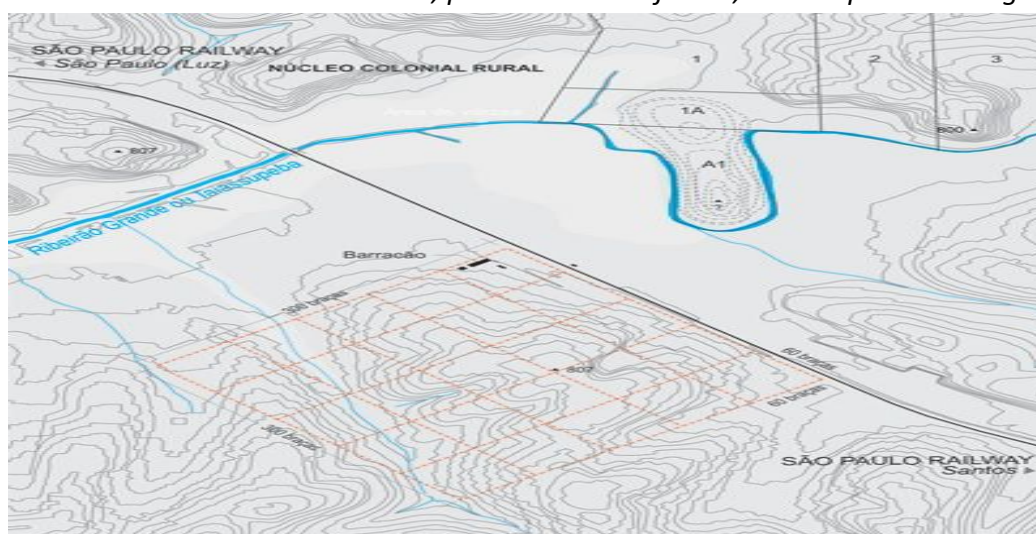 SÃO PAULO RAILWAY
São Paulo (Luz)
NÚCLEO COLONIAL RURAL
1
2
3
1A
800
807
A1
Ribeirão Grande ou Taiassupeba
Barracão
300 braças
60 braças
807
60 braças
300 braças
SÃO PAULO RAILWAY
Santos